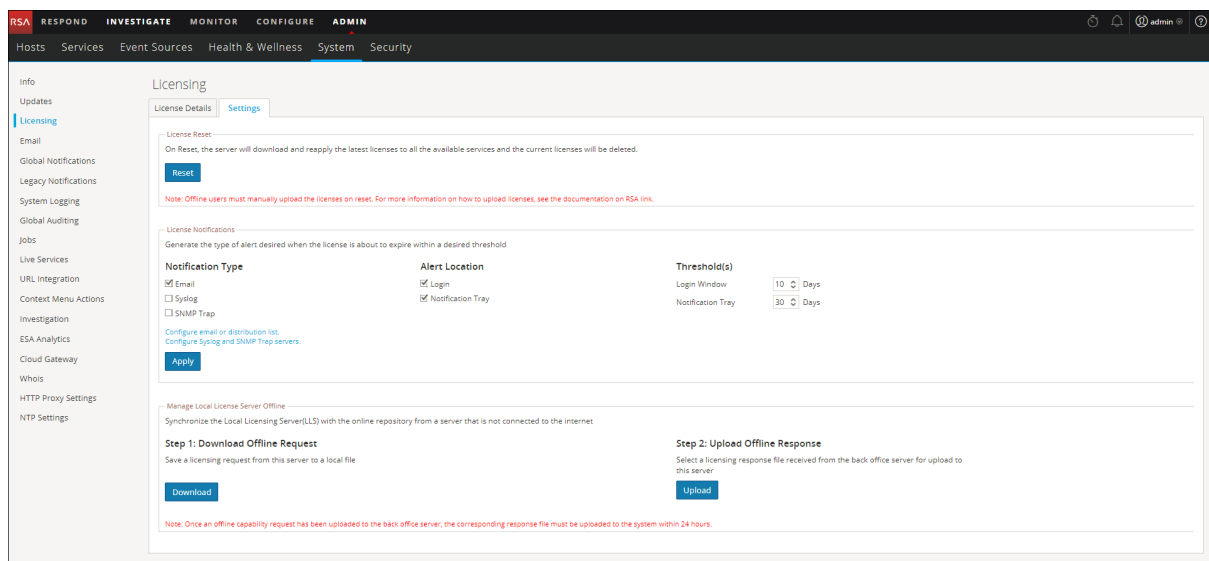 RSA RESPOND INVESTIGATE MONITOR CONFIGURE ADMIN admin
Hosts Services Event Sources Health & Wellness System Security
Info
Updates
Licensing
Email
Global Notifications
Legacy Notifications
System Logging
Global Auditing
Jobs
Live Services
URL Integration
Context Menu Actions
Investigation
ESA Analytics
Cloud Gateway
Whois
HTTP Proxy Settings
NTP Settings
Licensing
License Details Settings
License Reset
On Reset, the server will download and reapply the latest licenses to all the available services and the current licenses will be deleted.
Reset
Note: Offline users must manually upload the licenses on reset. For more information on how to upload licenses, see the documentation on RSA link.
License Notifications
Generate the type of alert desired when the license is about to expire within a desired threshold
Notification Type
Email
Syslog
SNMP Trap
Configure email or distribution list.
Configure Syslog and SNMP Trap servers.
Apply
Alert Location
Login
Notification Tray
Threshold(s)
Login Window 10 Days
Notification Tray 30 Days
Manage Local License Server Offline
Synchronize the Local Licensing Server(LLS) with the online repository from a server that is not connected to the internet
Step 1: Download Offline Request
Save a licensing request from this server to a local file
Download
Step 2: Upload Offline Response
Select a licensing response file received from the back office server for upload to
this server
Upload
Note: Once an offline capability request has been uploaded to the back office server, the corresponding response file must be uploaded to the system within 24 hours.